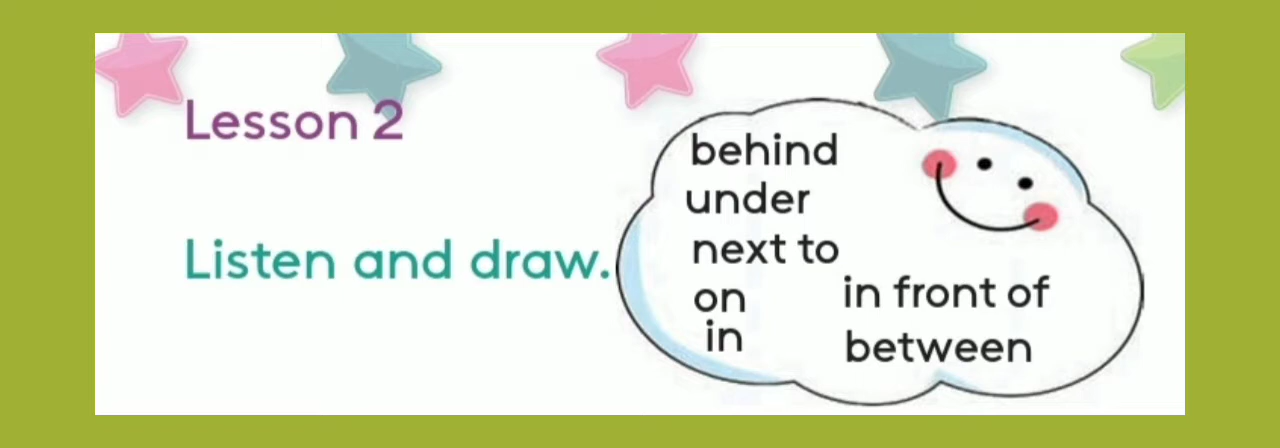 Lesson 2
Listen and draw.
behind
under
next to
on
in
in front of
between